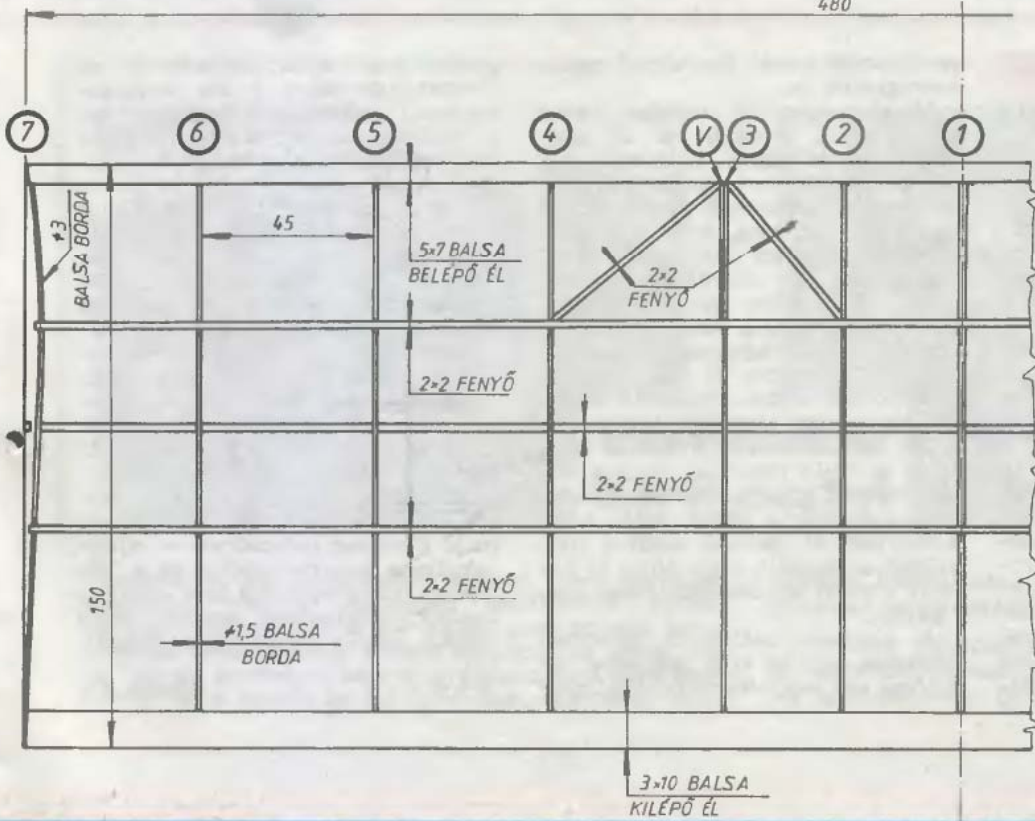 480
7
6
5
4
V
3
2
1
≠3
BALSA BORDA
45
5×7 BALSA
BELÉPŐ ÉL
2×2
FENYŐ
2×2 FENYŐ
2×2 FENYŐ
2×2 FENYŐ
150
≠1,5 BALSA
BORDA
3×10 BALSA
KILÉPŐ ÉL